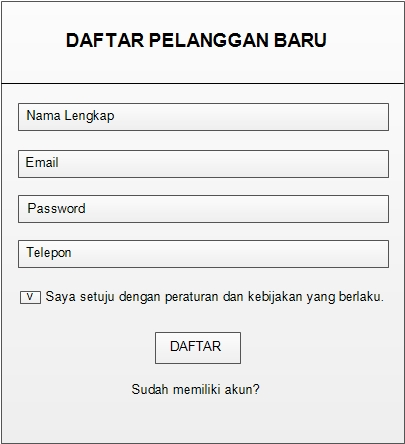 DAFTAR PELANGGAN BARU
Nama Lengkap
Email
Password
Telepon
V Saya setuju dengan peraturan dan kebijakan yang berlaku.
DAFTAR
Sudah memiliki akun?